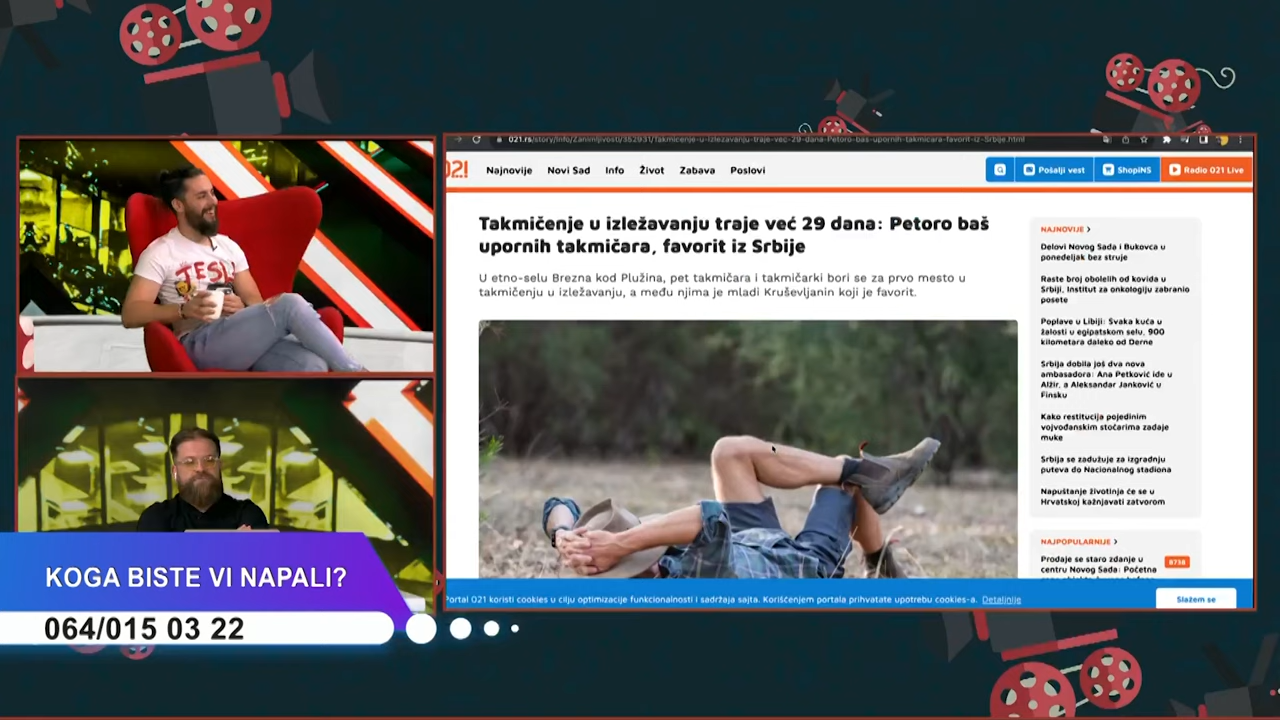 021.rs/story/Info/Zanimljivosti/352931/Takmicenje-u-izlezavanju-traje-vec-29-dana-Petoro-bas-upornih-takmicara-favorit-iz-Srbije.html
021!
Najnovije Novi Sad Info Život Zabava Poslovi
Pošalji vest
ShopiNS
Radio 021 Live
Takmičenje u izležavanju traje već 29 dana: Petoro baš
upornih takmičara, favorit iz Srbije
U etno-selu Brezna kod Plužina, pet takmičara i takmičarki bori se za prvo mesto u
takmičenju u izležavanju, a među njima je mladi Kruševljanin koji je favorit.
NAJNOVIJE
Delovi Novog Sada i Bukovca u
ponedeljak bez struje
Raste broj obolelih od kovida u
Srbiji, Institut za onkologiju zabranio
posete
Poplave u Libiji: Svaka kuća u
žalosti u egipatskom selu, 900
kilometara daleko od Derne
Srbija dobila još dva nova
ambasadora: Ana Petković ide u
Alžir, a Aleksandar Janković u
Finsku
Kako restitucija pojedinim
vojvođanskim stočarima zadaje
muke
Srbija se zadužuje za izgradnju
puteva do Nacionalnog stadiona
Napuštanje životinja će se u
Hrvatskoj kažnjavati zatvorom
NAJPOPULARNIJE
Prodaje se staro zdanje u
centru Novog Sada: Početna
8738
Portal 021 koristi cookies u cilju optimizacije funkcionalnosti i sadržaja sajta. Korišćenjem portala prihvatate upotrebu cookies-a. Detaljnije
Slažem se
KOGA BISTE VI NAPALI?
064/015 03 22